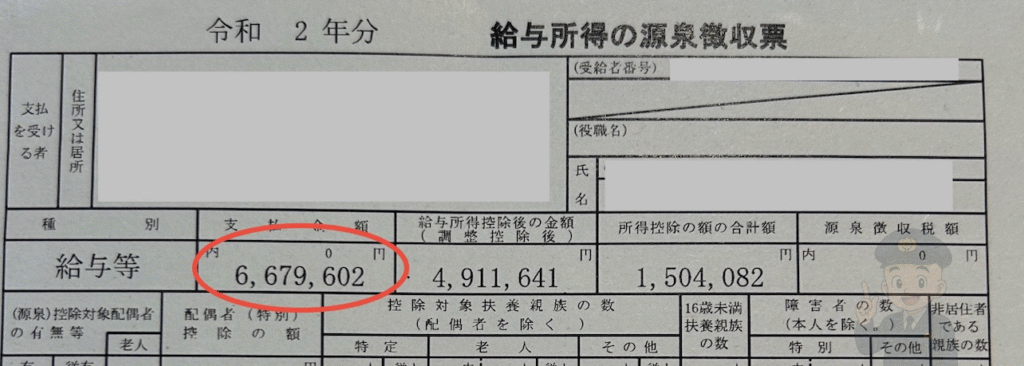 令和 2 年分 給与所得の源泉徴収票
支払を受ける者
住所又は居所
(受給者番号)
(役職名)
氏名
種別 支払金額 給与所得控除後の金額(調整控除後) 所得控除の額の合計額 源泉徴収税額
給与等
内 0 円
6,679,602
4,911,641 円
1,504,082 円
内 0 円
(源泉)控除対象配偶者の有無等
老人
配偶者(特別)控除の額
控除対象扶養親族の数
(配偶者を除く)
特定 老人 その他
16歳未満扶養親族の数
障害者の数
(本人を除く。)
特別 その他
非居住者である親族の数